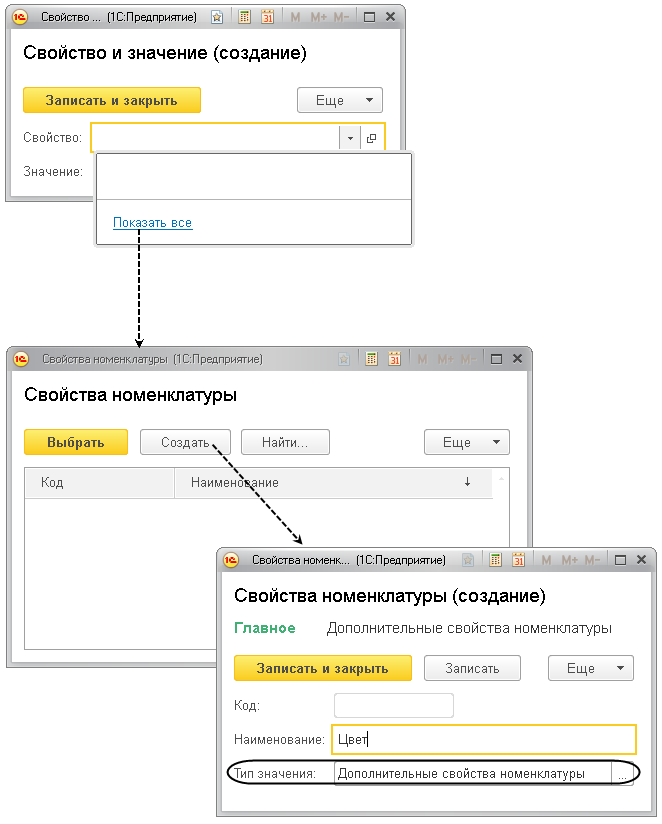 Свойство ... (1С:Предприятие) M M+ M-
Свойство и значение (создание)
Записать и закрыть Еще
Свойство:
Значение:
Показать все
Свойства номенклатуры (1С:Предприятие) M M+ M-
Свойства номенклатуры
Выбрать Создать Найти... Еще
Код Наименование
Свойства номенк... (1С:Предприятие) M M+ M-
Свойства номенклатуры (создание)
Главное Дополнительные свойства номенклатуры
Записать и закрыть Записать Еще
Код:
Наименование: Цвет
Тип значения: Дополнительные свойства номенклатуры ...